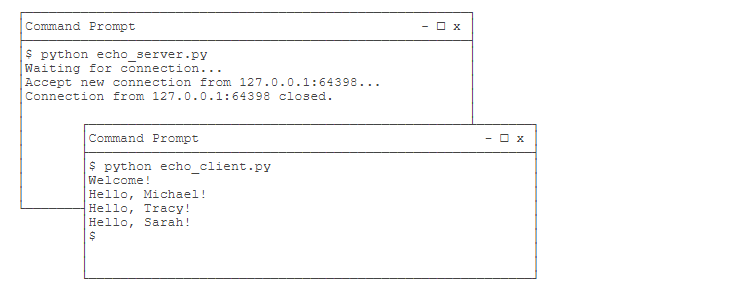 Command Prompt - □ x
$ python echo_server.py
Waiting for connection...
Accept new connection from 127.0.0.1:64398...
Connection from 127.0.0.1:64398 closed.
Command Prompt - □ x
$ python echo_client.py
Welcome!
Hello, Michael!
Hello, Tracy!
Hello, Sarah!
$